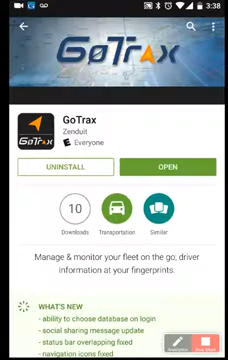 3:38
GoTrax
GoTrax
GoTrax
Zenduit
Everyone
UNINSTALL
OPEN
10
Downloads
Transportation
Similar
Manage & monitor your fleet on the go, driver
information at your fingerprints.
WHAT'S NEW
- ability to choose database on login
- social sharing message update
- status bar overlapping fixed
- navigation icons fixed